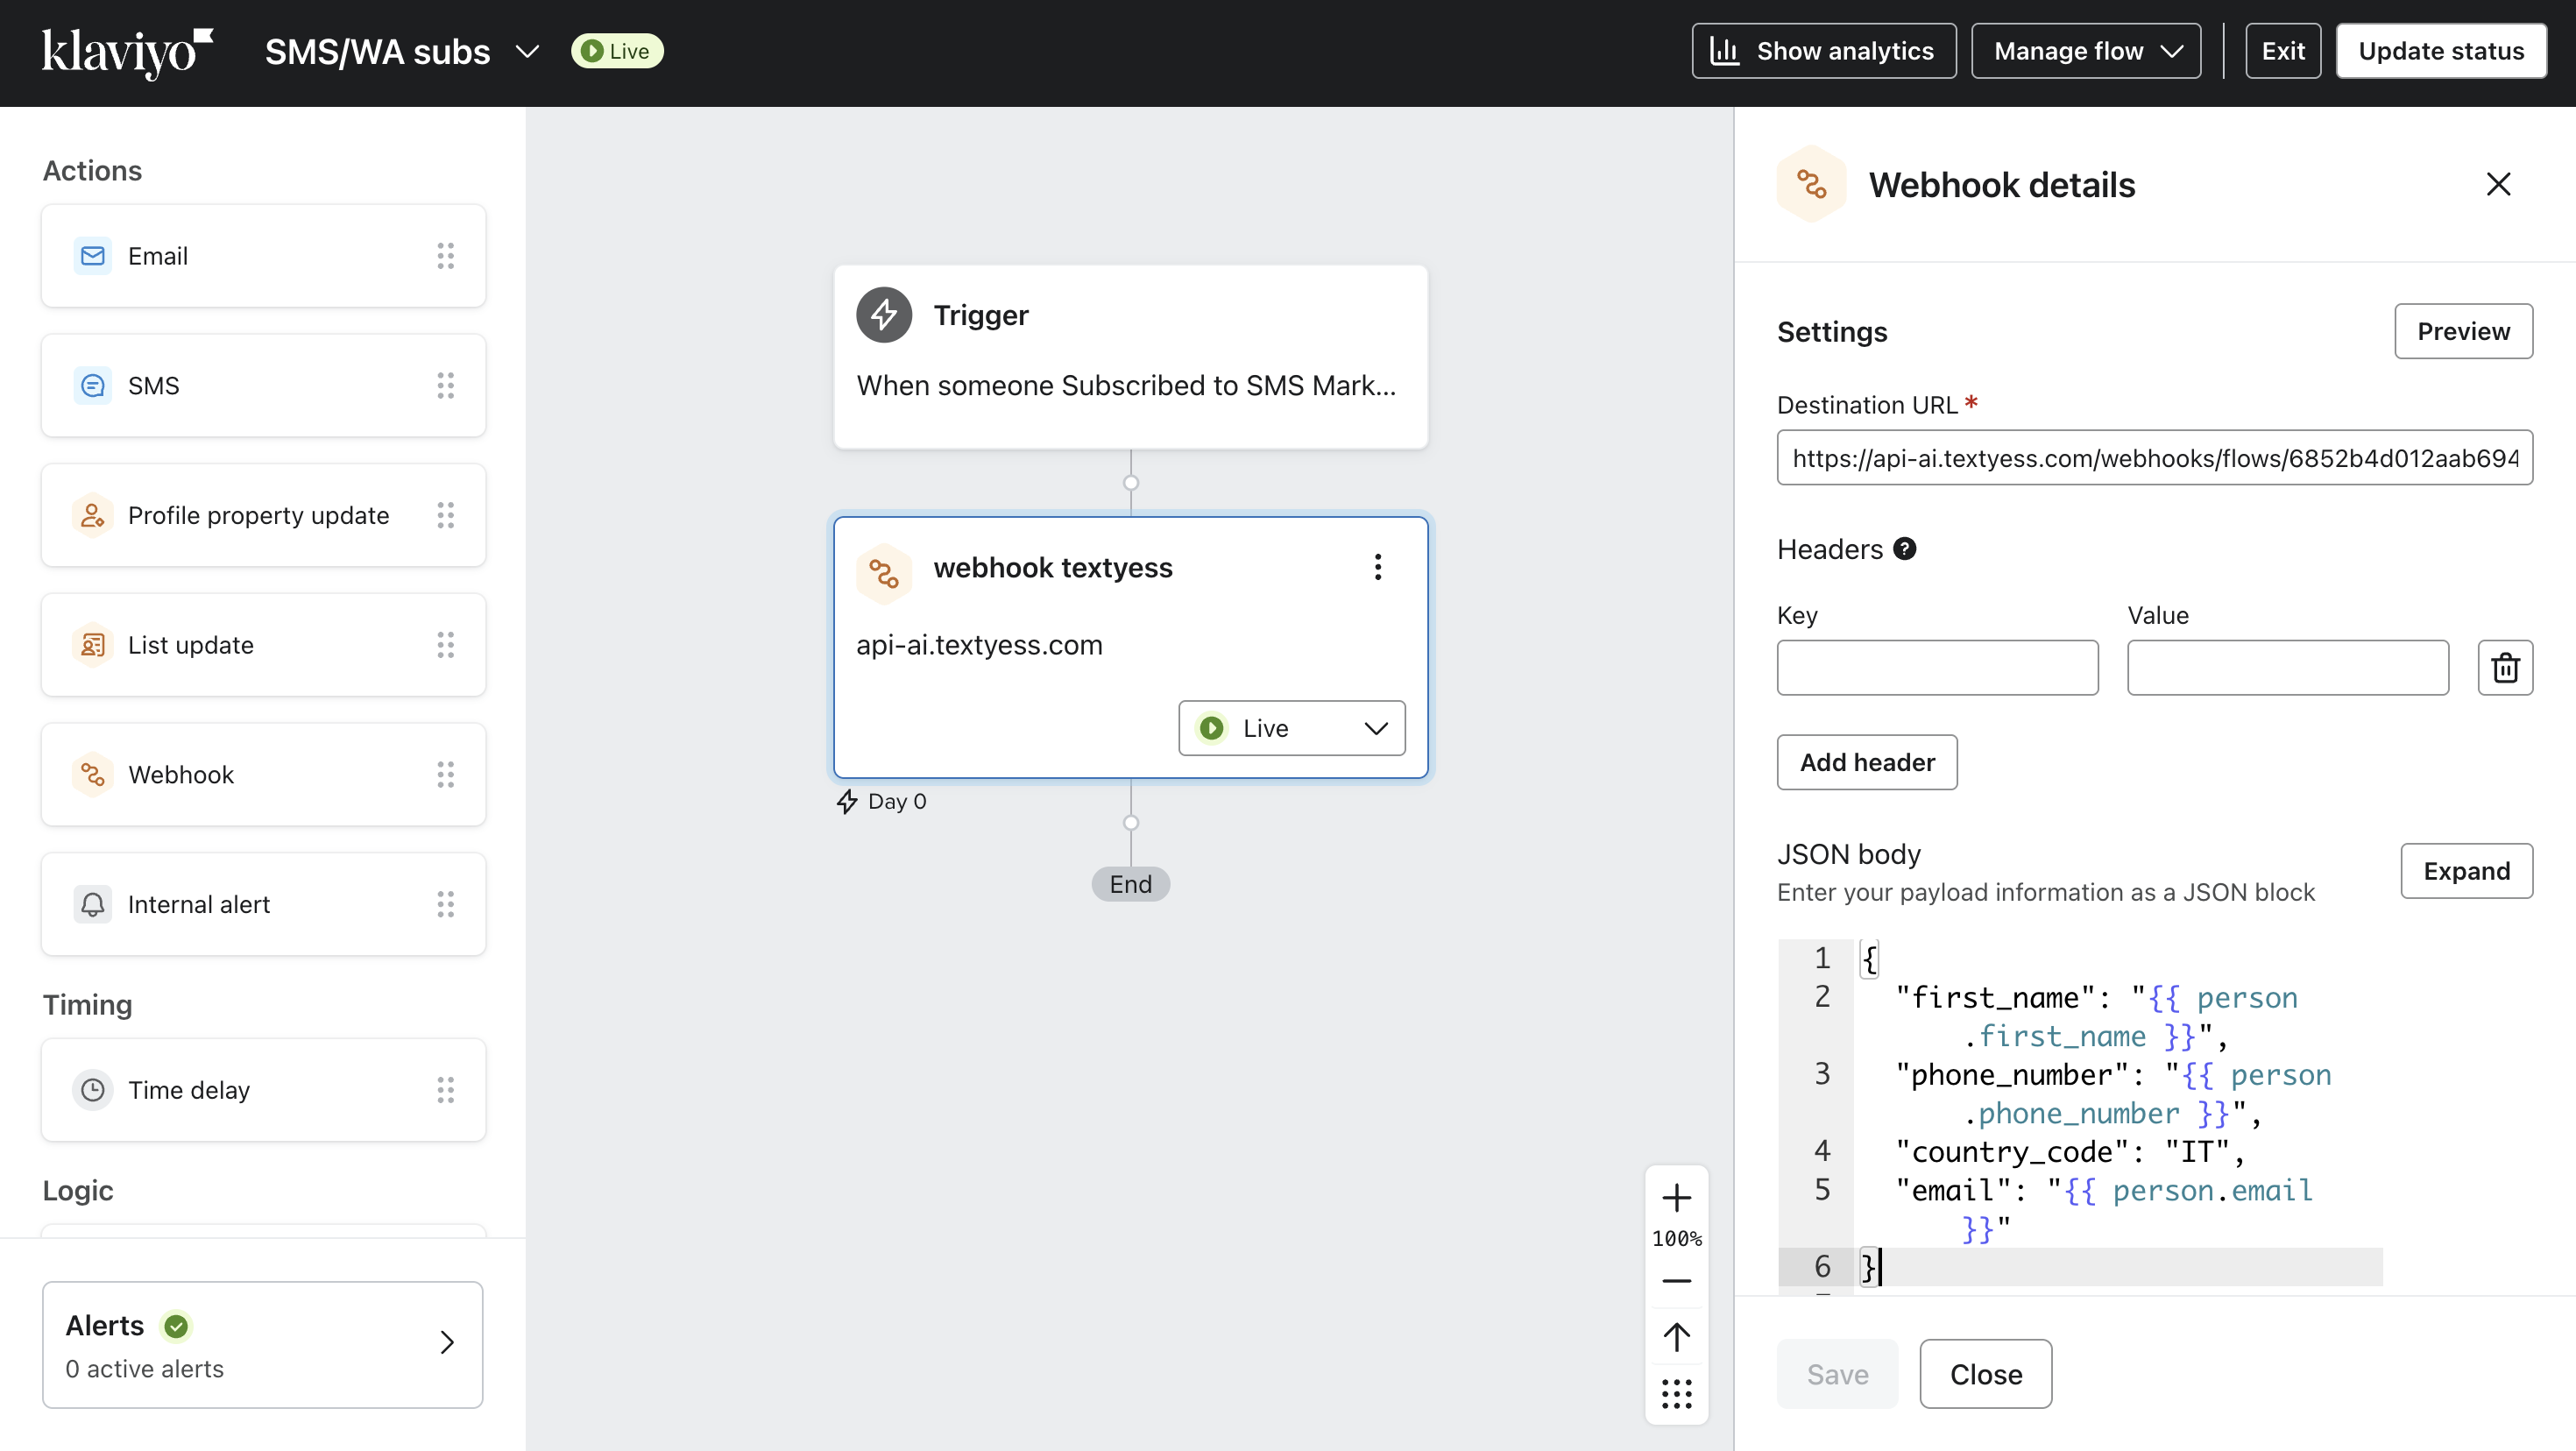 klaviyo SMS/WA subs Live Show analytics Manage flow Exit Update status
Actions
Email
SMS
Profile property update
List update
Webhook
Internal alert
Timing
Time delay
Logic
Alerts
0 active alerts
Trigger
When someone Subscribed to SMS Mark...
webhook textyess
api-ai.textyess.com
Live
Day 0
End
100%
Webhook details
Settings Preview
Destination URL *
https://api-ai.textyess.com/webhooks/flows/6852b4d012aab694
Headers ?
Key Value
Add header
JSON body Expand
Enter your payload information as a JSON block
1 {
2 "first_name": "{{ person
.first_name }}",
3 "phone_number": "{{ person
.phone_number }}",
4 "country_code": "IT",
5 "email": "{{ person.email
}}"
6 }
Save Close